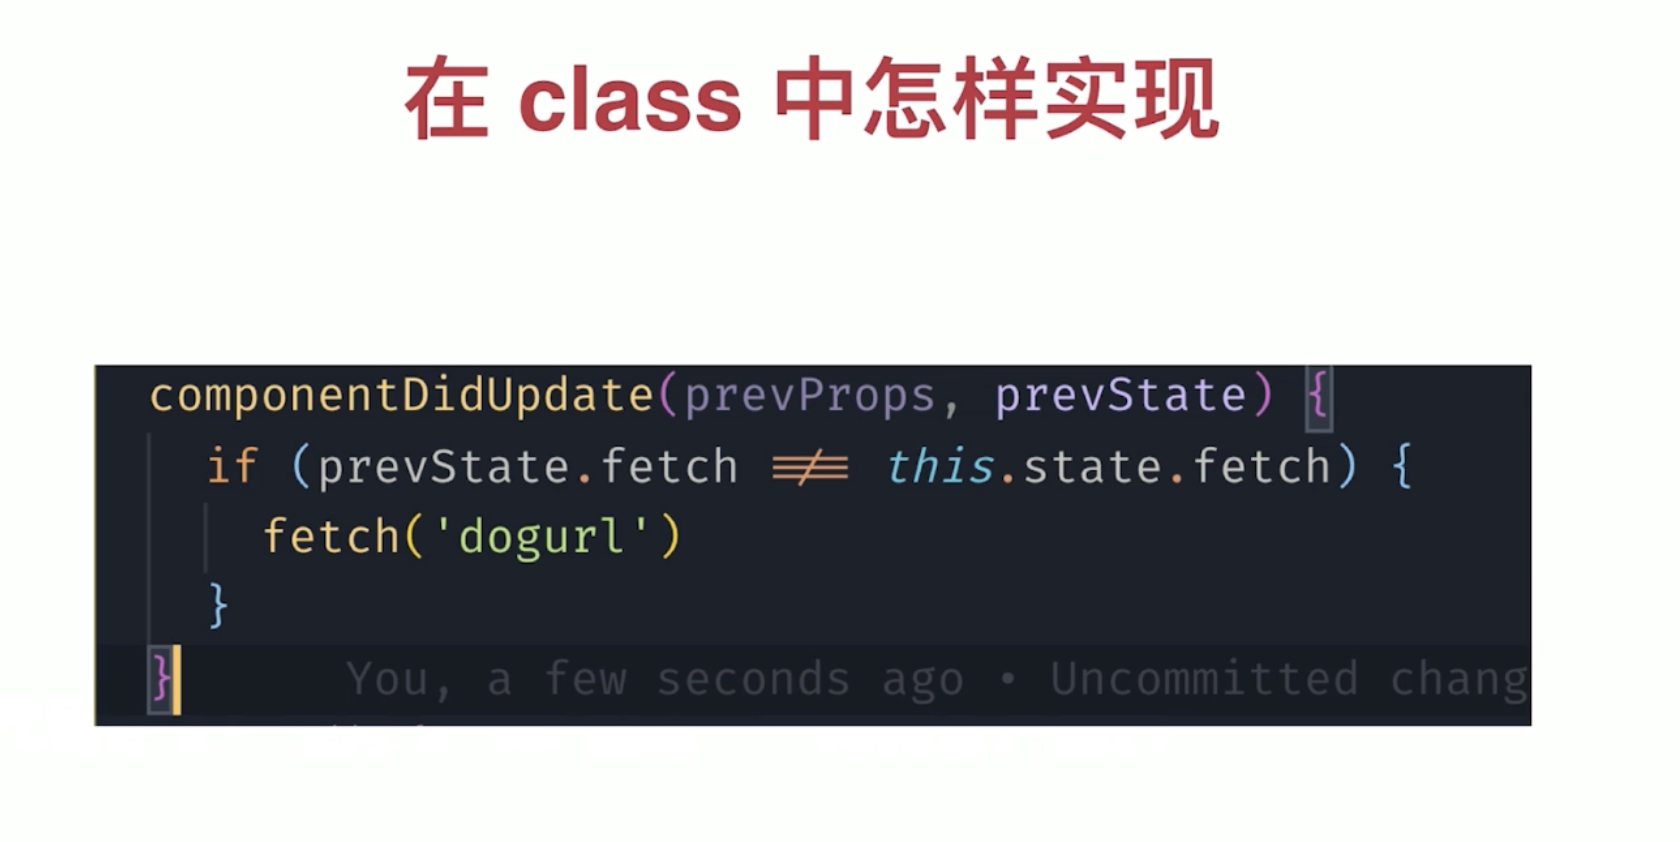 在 class 中怎样实现
componentDidUpdate(prevProps, prevState) {
if (prevState.fetch !== this.state.fetch) {
fetch('dogurl')
}
}
You, a few seconds ago • Uncommitted chang